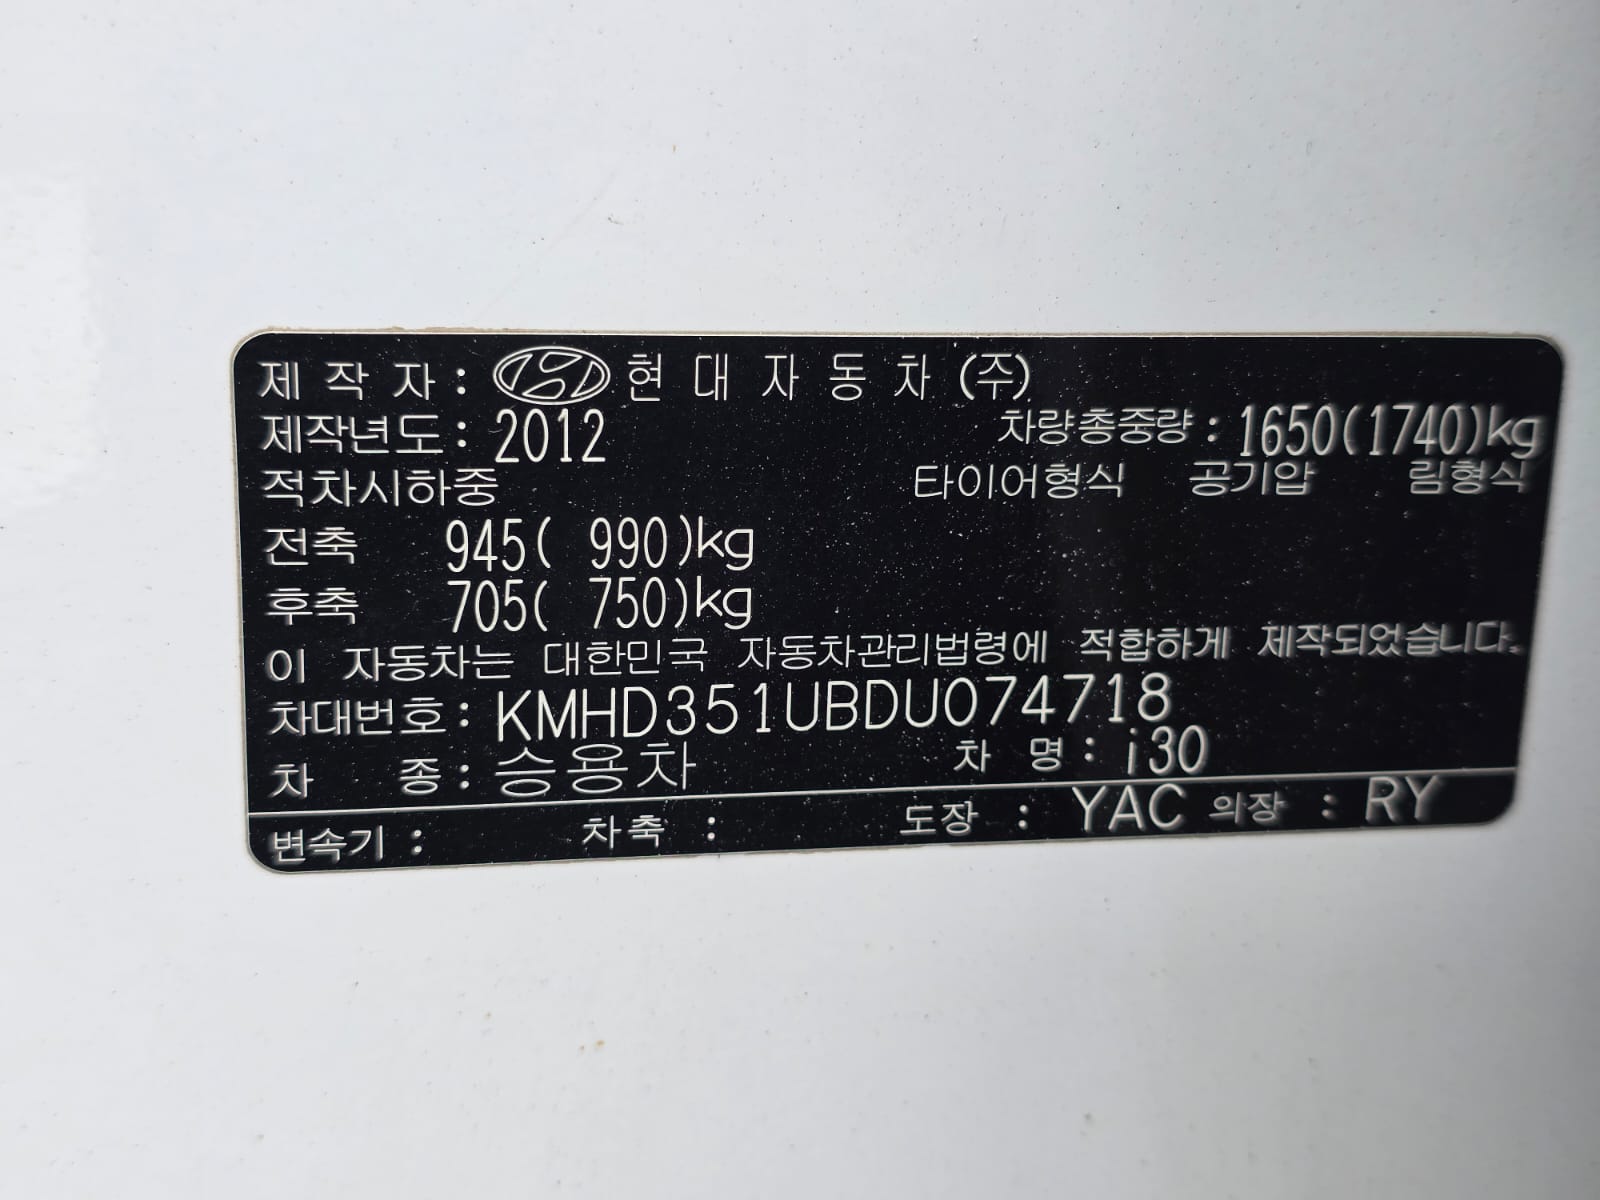 제 작 자 : 현 대 자 동 차 (주)
제작년도 : 2012 차량총중량 : 1650(1740)kg
적차시하중 타이어형식 공기압 림형식
전축 945( 990)kg
후축 705( 750)kg
이 자동차는 대한민국 자동차관리법령에 적합하게 제작되었습니다.
차대번호 : KMHD351UBDU074718
차 종 : 승용차 차 명 : i30
변속기 : 차축 : 도장 : YAC 의장 : RY